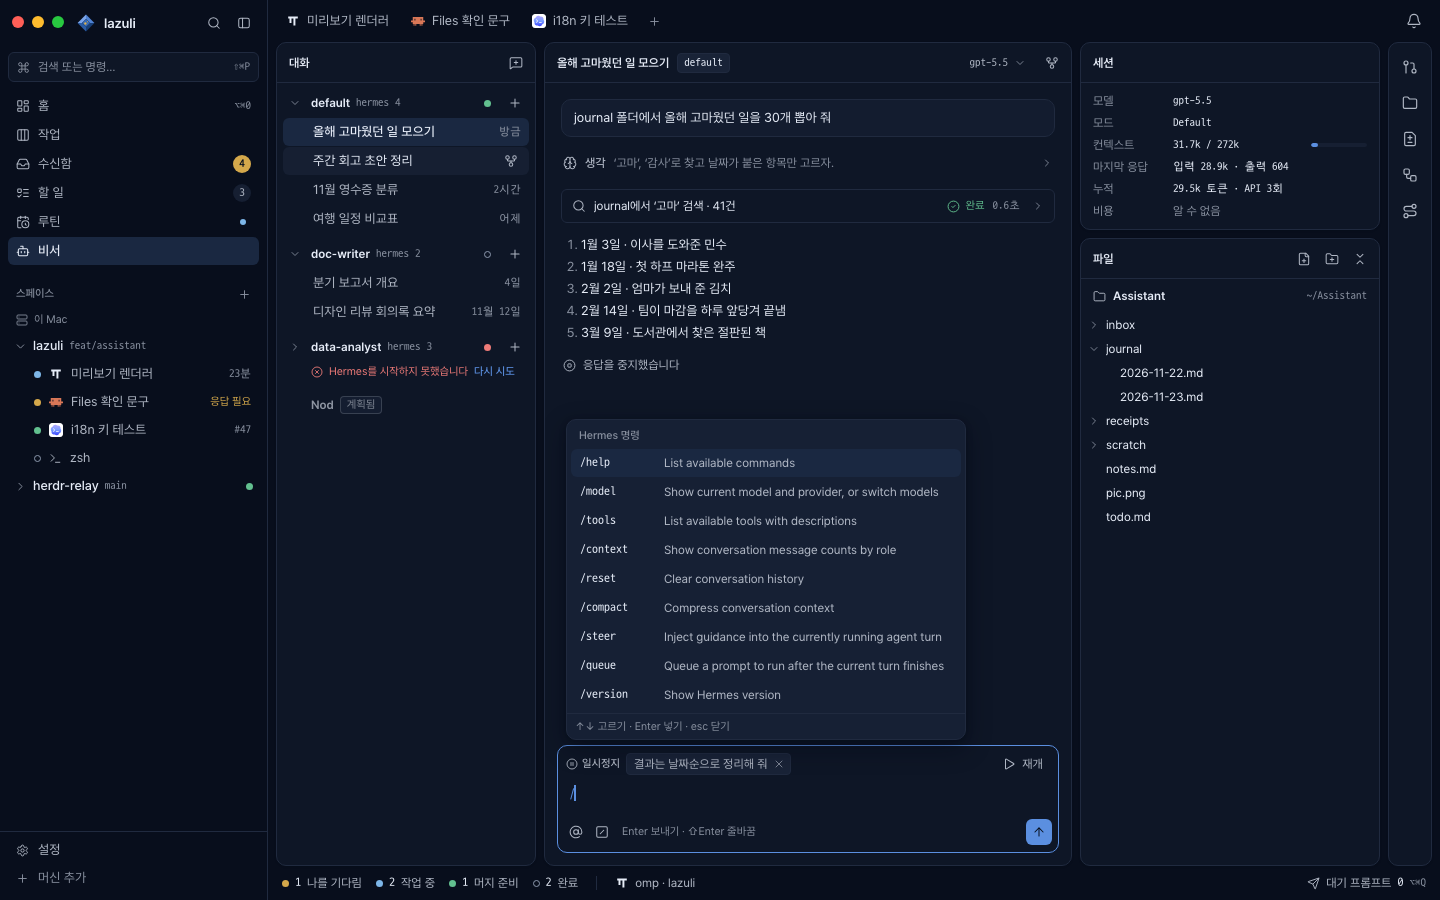 lazuli
검색 또는 명령… ⇧⌘P
홈 ⌥⌘0
작업
수신함 4
할 일 3
루틴
비서
스페이스
이 Mac
lazuli feat/assistant
미리보기 렌더러 23분
Files 확인 문구 응답 필요
i18n 키 테스트 #47
zsh
herdr-relay main
설정
머신 추가
미리보기 렌더러
Files 확인 문구
i18n 키 테스트
대화
default hermes 4
올해 고마웠던 일 모으기 방금
주간 회고 초안 정리
11월 영수증 분류 2시간
여행 일정 비교표 어제
doc-writer hermes 2
분기 보고서 개요 4일
디자인 리뷰 회의록 요약 11월 12일
data-analyst hermes 3
Hermes를 시작하지 못했습니다 다시 시도
Nod 계획됨
올해 고마웠던 일 모으기 default gpt-5.5
journal 폴더에서 올해 고마웠던 일을 30개 뽑아 줘
생각 ‘고마’, ‘감사’로 찾고 날짜가 붙은 항목만 고르자.
journal에서 ‘고마’ 검색 · 41건 완료 0.6초
1. 1월 3일 · 이사를 도와준 민수
2. 1월 18일 · 첫 하프 마라톤 완주
3. 2월 2일 · 엄마가 보내 준 김치
4. 2월 14일 · 팀이 마감을 하루 앞당겨 끝냄
5. 3월 9일 · 도서관에서 찾은 절판된 책
응답을 중지했습니다
Hermes 명령
/help List available commands
/model Show current model and provider, or switch models
/tools List available tools with descriptions
/context Show conversation message counts by role
/reset Clear conversation history
/compact Compress conversation context
/steer Inject guidance into the currently running agent turn
/queue Queue a prompt to run after the current turn finishes
/version Show Hermes version
↑↓ 고르기 · Enter 넣기 · esc 닫기
일시정지 결과는 날짜순으로 정리해 줘 재개
/
Enter 보내기 · ⇧Enter 줄바꿈
세션
모델 gpt-5.5
모드 Default
컨텍스트 31.7k / 272k
마지막 응답 입력 28.9k · 출력 604
누적 29.5k 토큰 · API 3회
비용 알 수 없음
파일
Assistant ~/Assistant
inbox
journal
2026-11-22.md
2026-11-23.md
receipts
scratch
notes.md
pic.png
todo.md
1 나를 기다림 2 작업 중 1 머지 준비 2 완료 omp · lazuli 대기 프롬프트 0 ⌥⌘Q